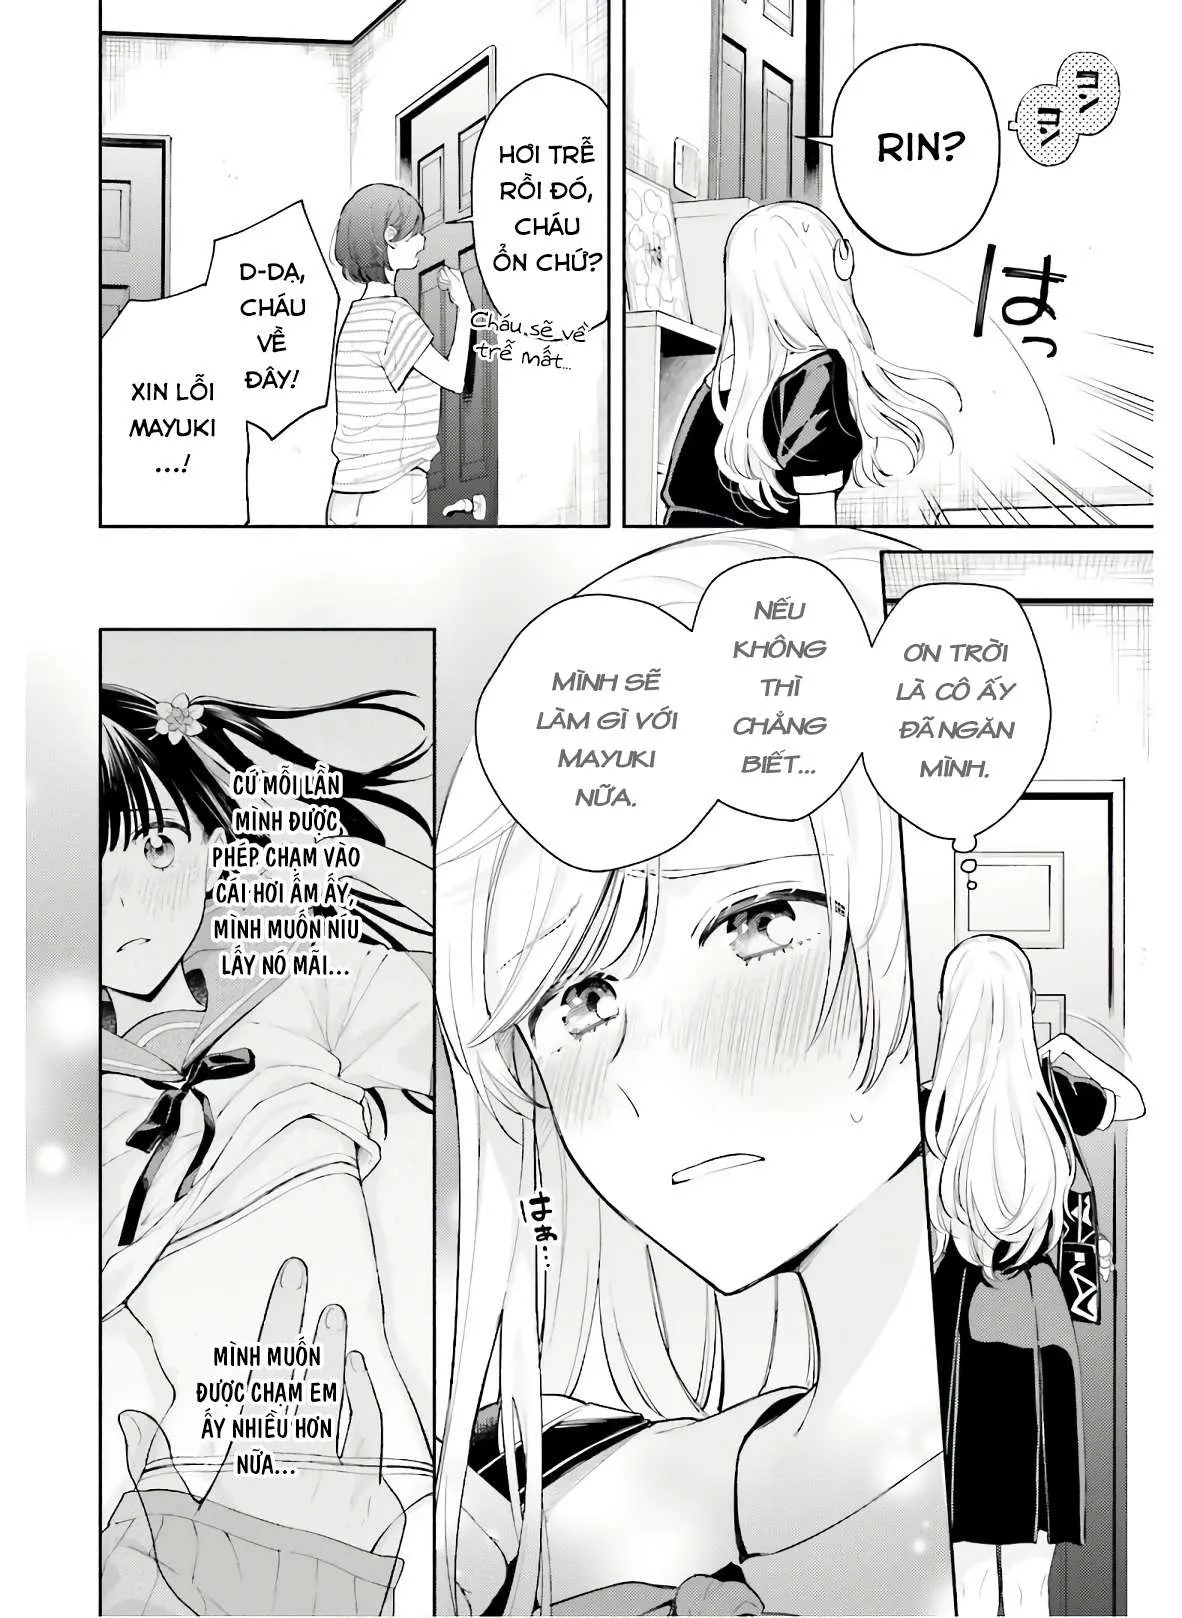 コン
コン
RIN?
はっ
HƠI TRỄ
RỒI ĐÓ,
CHÁU
ỔN CHỨ?
Cháu sẽ về
trễ mất...
D-DẠ,
CHÁU
VỀ
ĐÂY!
XIN LỖI
MAYUKI
...!
ƠN TRỜI
LÀ CÔ ẤY
ĐÃ NGĂN
MÌNH.
NẾU
KHÔNG
THÌ
CHẲNG
BIẾT...
MÌNH SẼ
LÀM GÌ VỚI
MAYUKI
NỮA.
はぁ…
CỨ MỖI LẦN
MÌNH ĐƯỢC
PHÉP CHẠM VÀO
CÁI HƠI ẤM ẤY,
MÌNH MUỐN NÍU
LẤY NÓ MÃI...
MÌNH MUỐN
ĐƯỢC CHẠM EM
ẤY NHIỀU HƠN
NỮA...